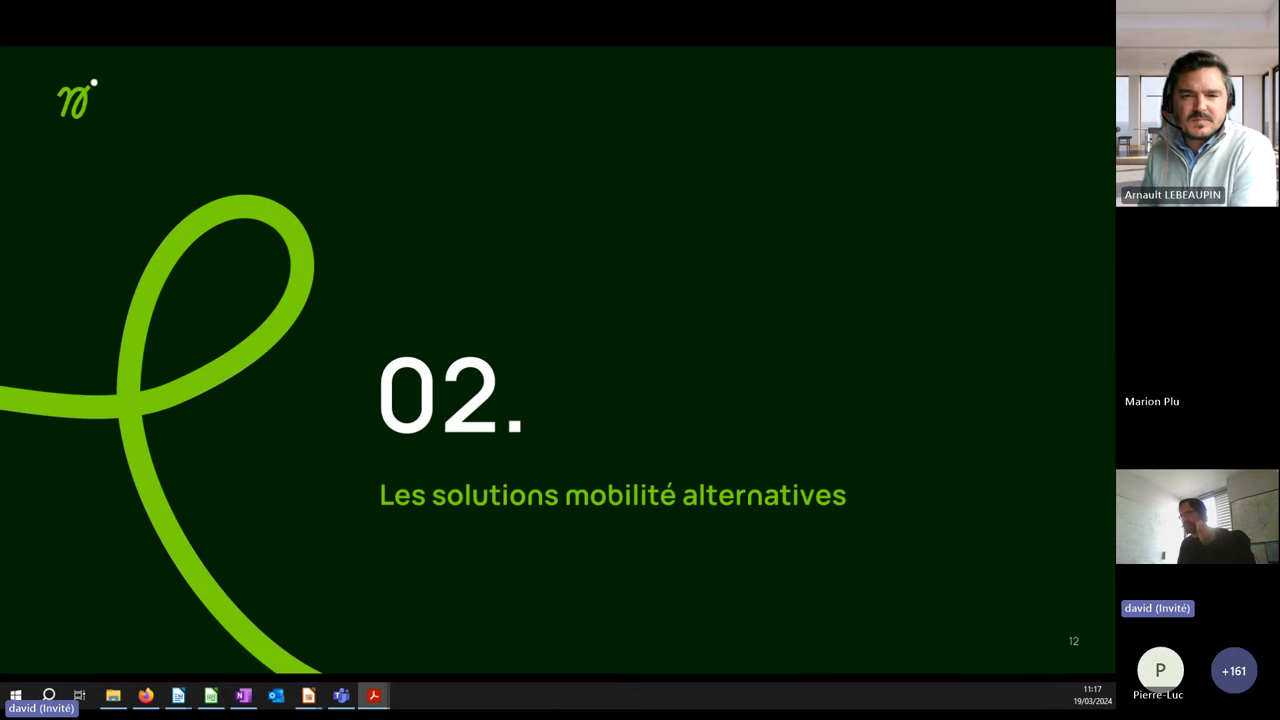 Arnault LEBEAUPIN
02.
Les solutions mobilité alternatives
Marion Plu
david (Invité)
12
P
+161
Pierre-Luc
11:17
19/03/2024
david (Invité)